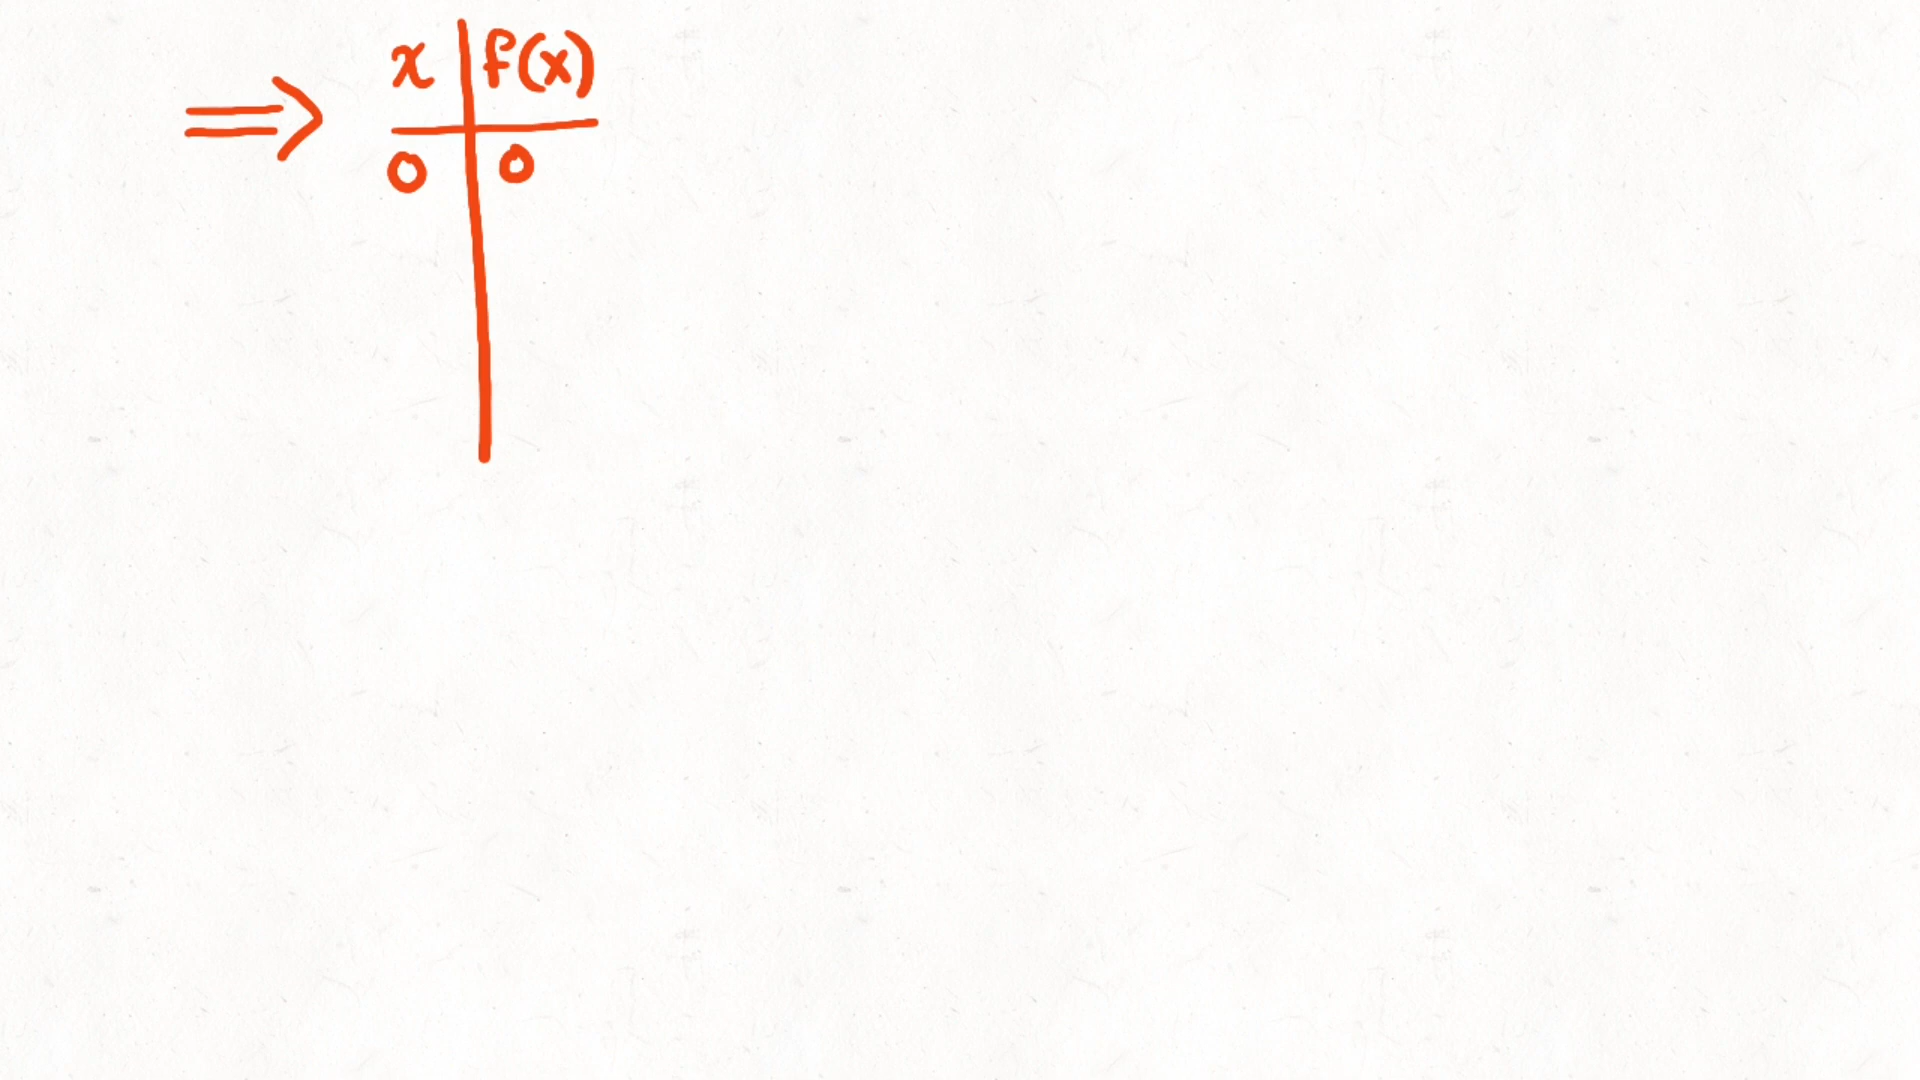 ⇒ x | f(x)
0 | 0